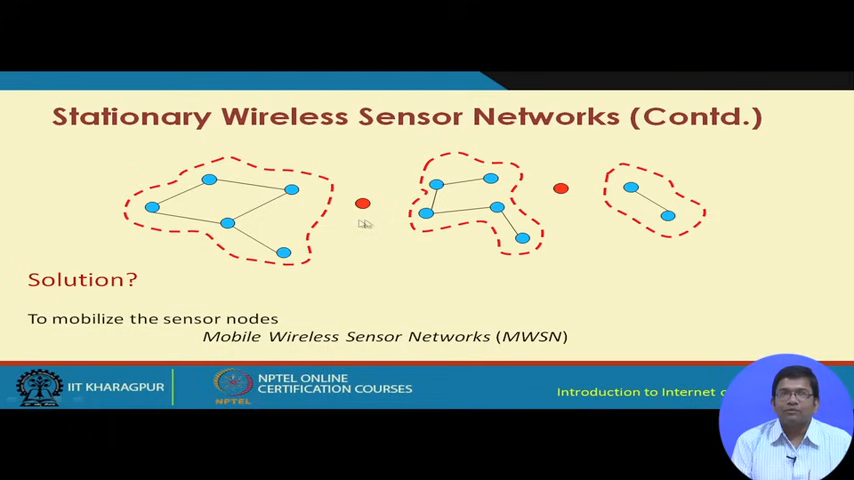 Stationary Wireless Sensor Networks (Contd.)
Solution?
To mobilize the sensor nodes
Mobile Wireless Sensor Networks (MWSN)
IIT KHARAGPUR
NPTEL
NPTEL ONLINE
CERTIFICATION COURSES
Introduction to Internet